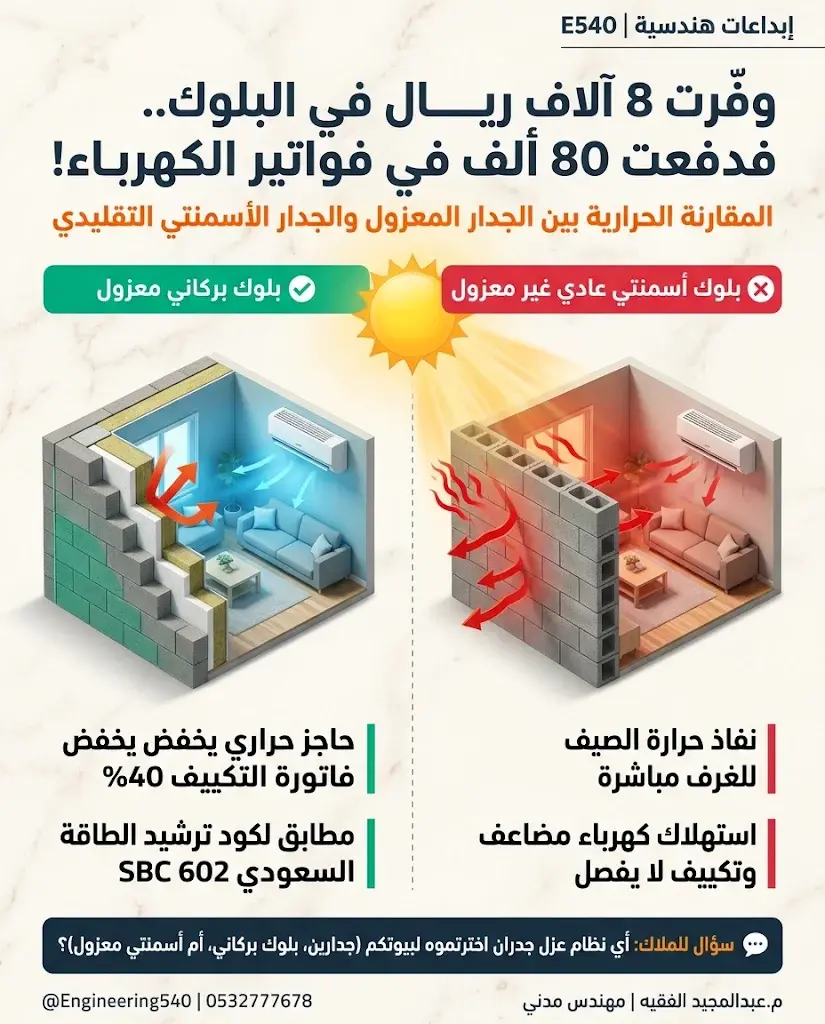 إبداعات هندسية | E540
وفّرت 8 آلاف ريـــــال في البلوك..
فدفعت 80 ألف في فواتير الكهرباء!
المقارنة الحرارية بين الجدار المعزول والجدار الأسمنتي التقليدي
بلوك أسمنتي عادي غير معزول
بلوك بركاني معزول
نفاذ حرارة الصيف
للغرف مباشرة
استهلاك كهرباء مضاعف
وتكييف لا يفصل
حاجز حراري يخفض يخفض
فاتورة التكييف 40%
مطابق لكود ترشيد الطاقة
السعودي SBC 602
سؤال للملاك: أي نظام عزل جدران اخترتموه لبيوتكم (جدارين، بلوك بركاني، أم أسمنتي معزول)؟
م.عبدالمجيد الفقيه | مهندس مدني
@Engineering540 | 0532777678